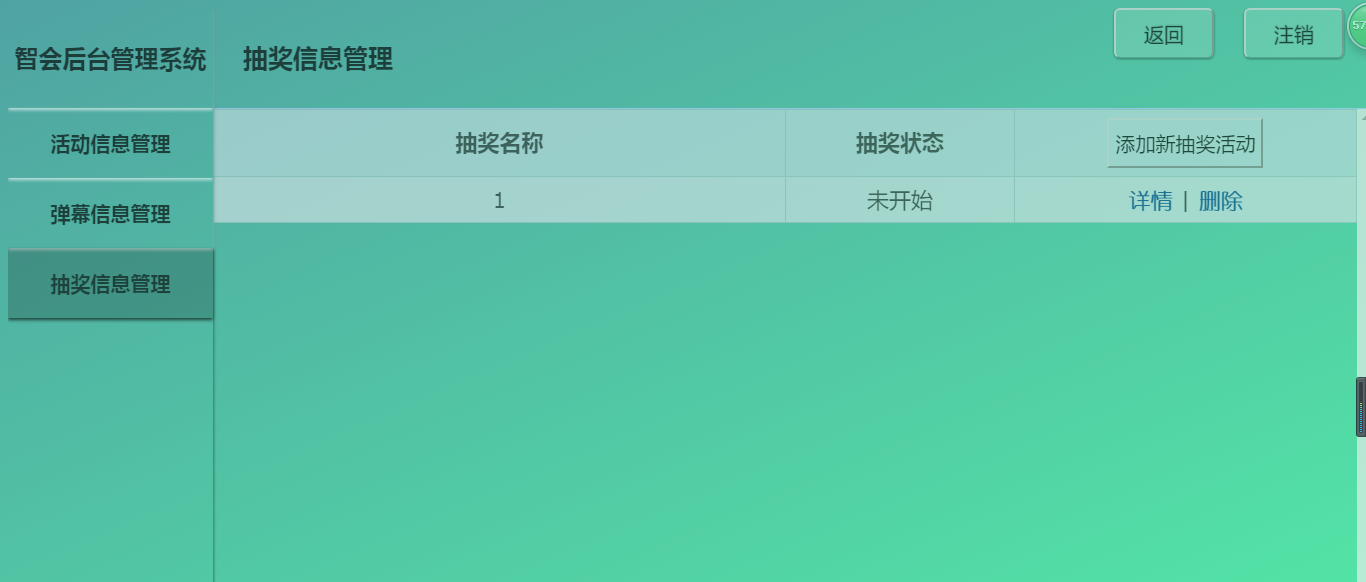 智会后台管理系统
抽奖信息管理
返回
注销
57
活动信息管理
弹幕信息管理
抽奖信息管理
抽奖名称 抽奖状态 添加新抽奖活动
1 未开始 详情 | 删除